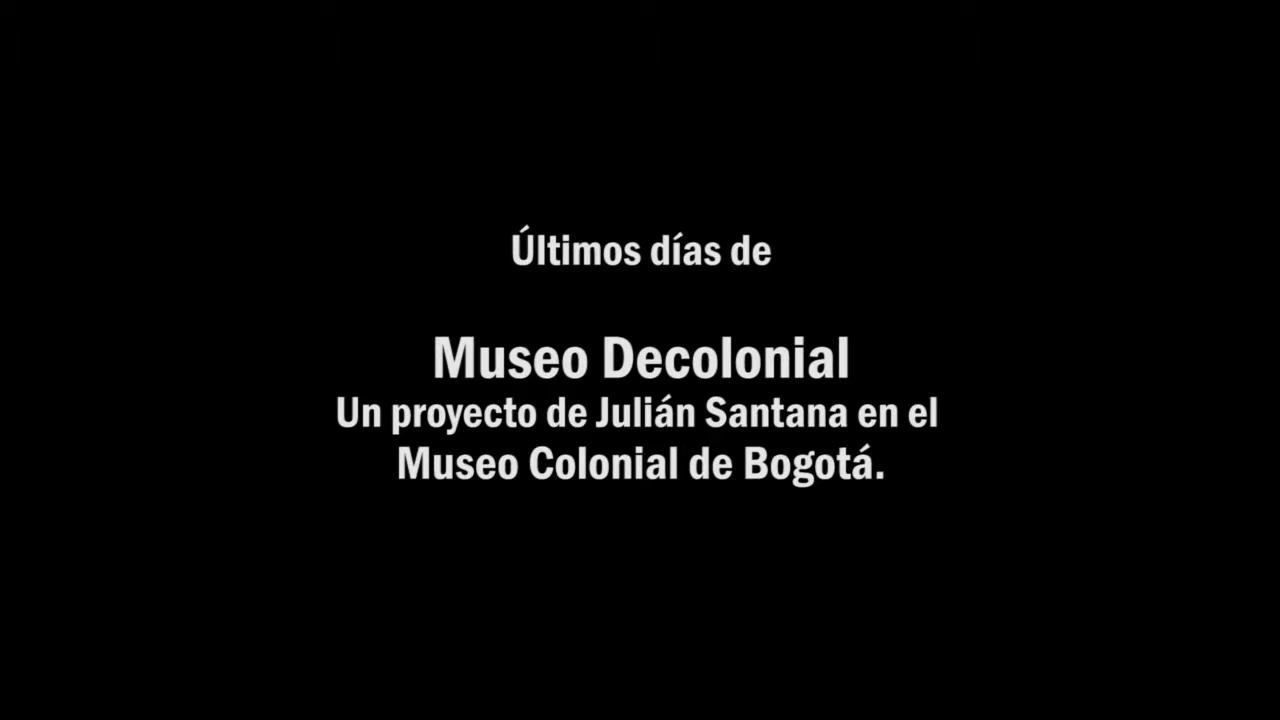 Últimos días de
Museo Decolonial
Un proyecto de Julián Santana en el
Museo Colonial de Bogotá.